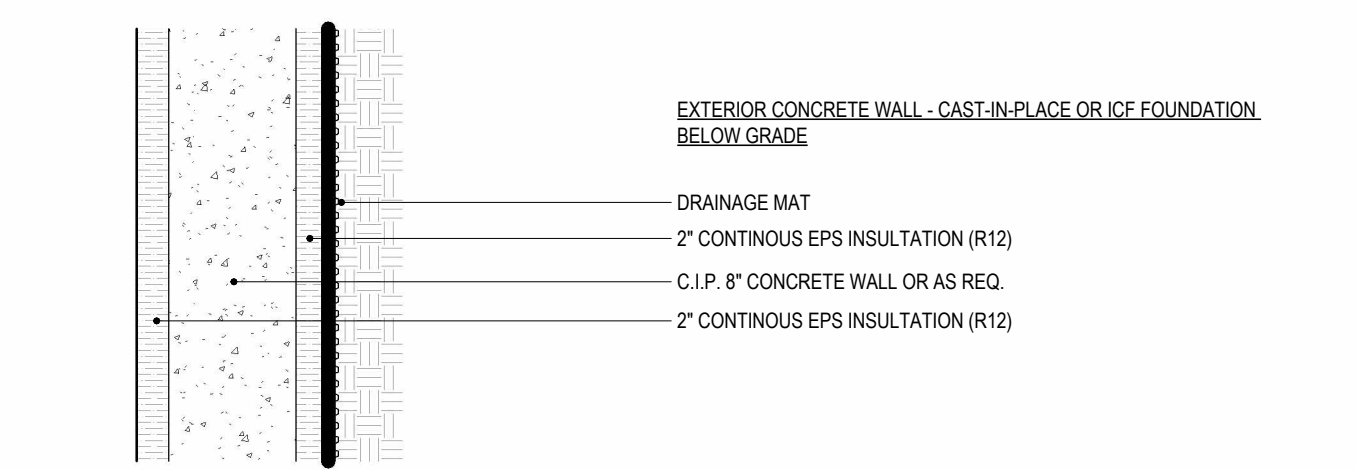 EXTERIOR CONCRETE WALL - CAST-IN-PLACE OR ICF FOUNDATION
BELOW GRADE
DRAINAGE MAT
2" CONTINOUS EPS INSULTATION (R12)
C.I.P. 8" CONCRETE WALL OR AS REQ.
2" CONTINOUS EPS INSULTATION (R12)